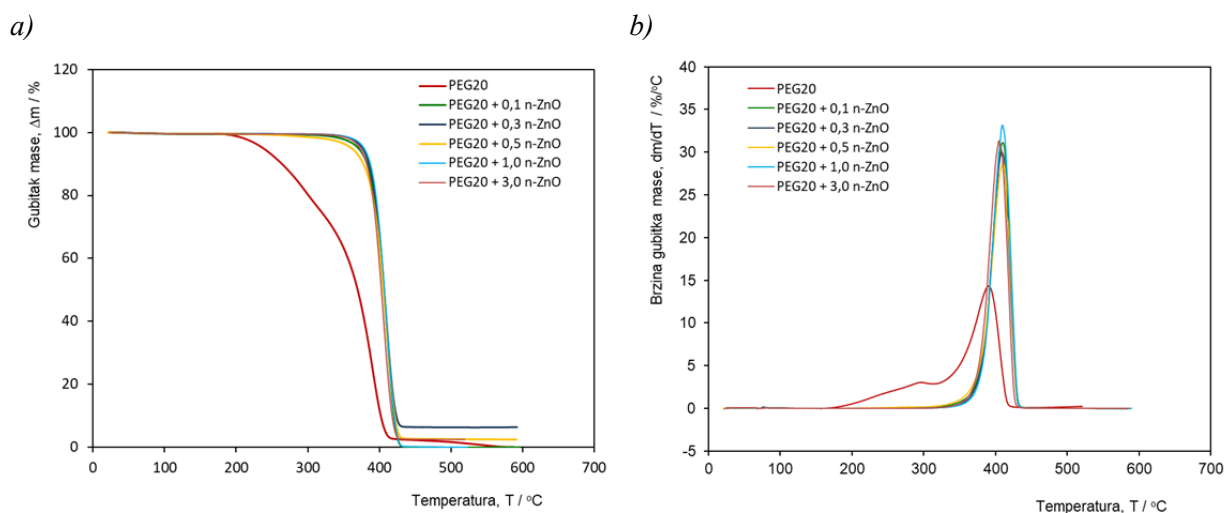 a)
120
100
80
60
40
20
0
0 100 200 300 400 500 600 700
Gubitak mase, Δm / %
Temperatura, T / °C
PEG20
PEG20 + 0,1 n-ZnO
PEG20 + 0,3 n-ZnO
PEG20 + 0,5 n-ZnO
PEG20 + 1,0 n-ZnO
PEG20 + 3,0 n-ZnO
b)
40
35
30
25
20
15
10
5
0
-5
0 100 200 300 400 500 600 700
Brzina gubitka mase, dm/dT / %/°C
Temperatura, T / °C
PEG20
PEG20 + 0,1 n-ZnO
PEG20 + 0,3 n-ZnO
PEG20 + 0,5 n-ZnO
PEG20 + 1,0 n-ZnO
PEG20 + 3,0 n-ZnO